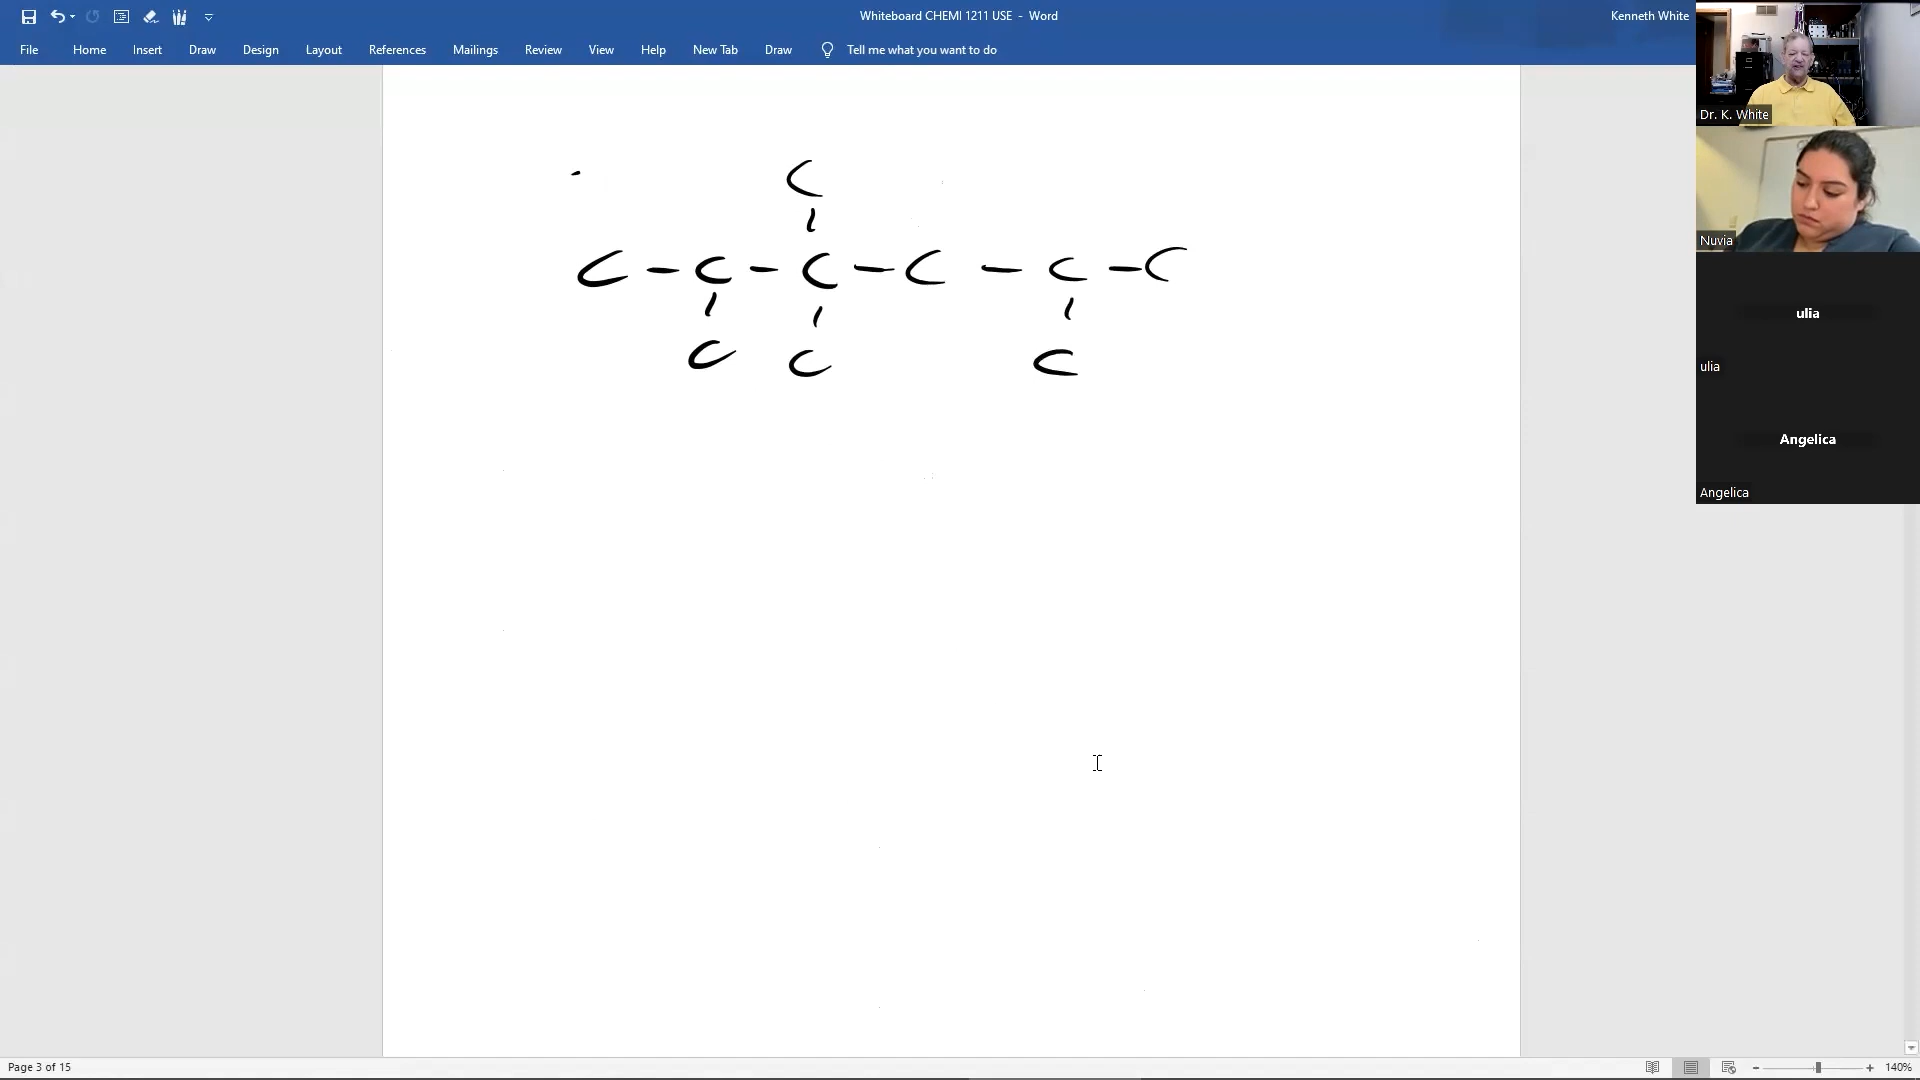 Whiteboard CHEMI 1211 USE - Word
Kenneth White
File Home Insert Draw Design Layout References Mailings Review View Help New Tab Draw Tell me what you want to do
Dr. K. White
Nuvia
ulia
ulia
Angelica
Angelica
C
C - C - C - C - C - C
C C C
Page 3 of 15
140%